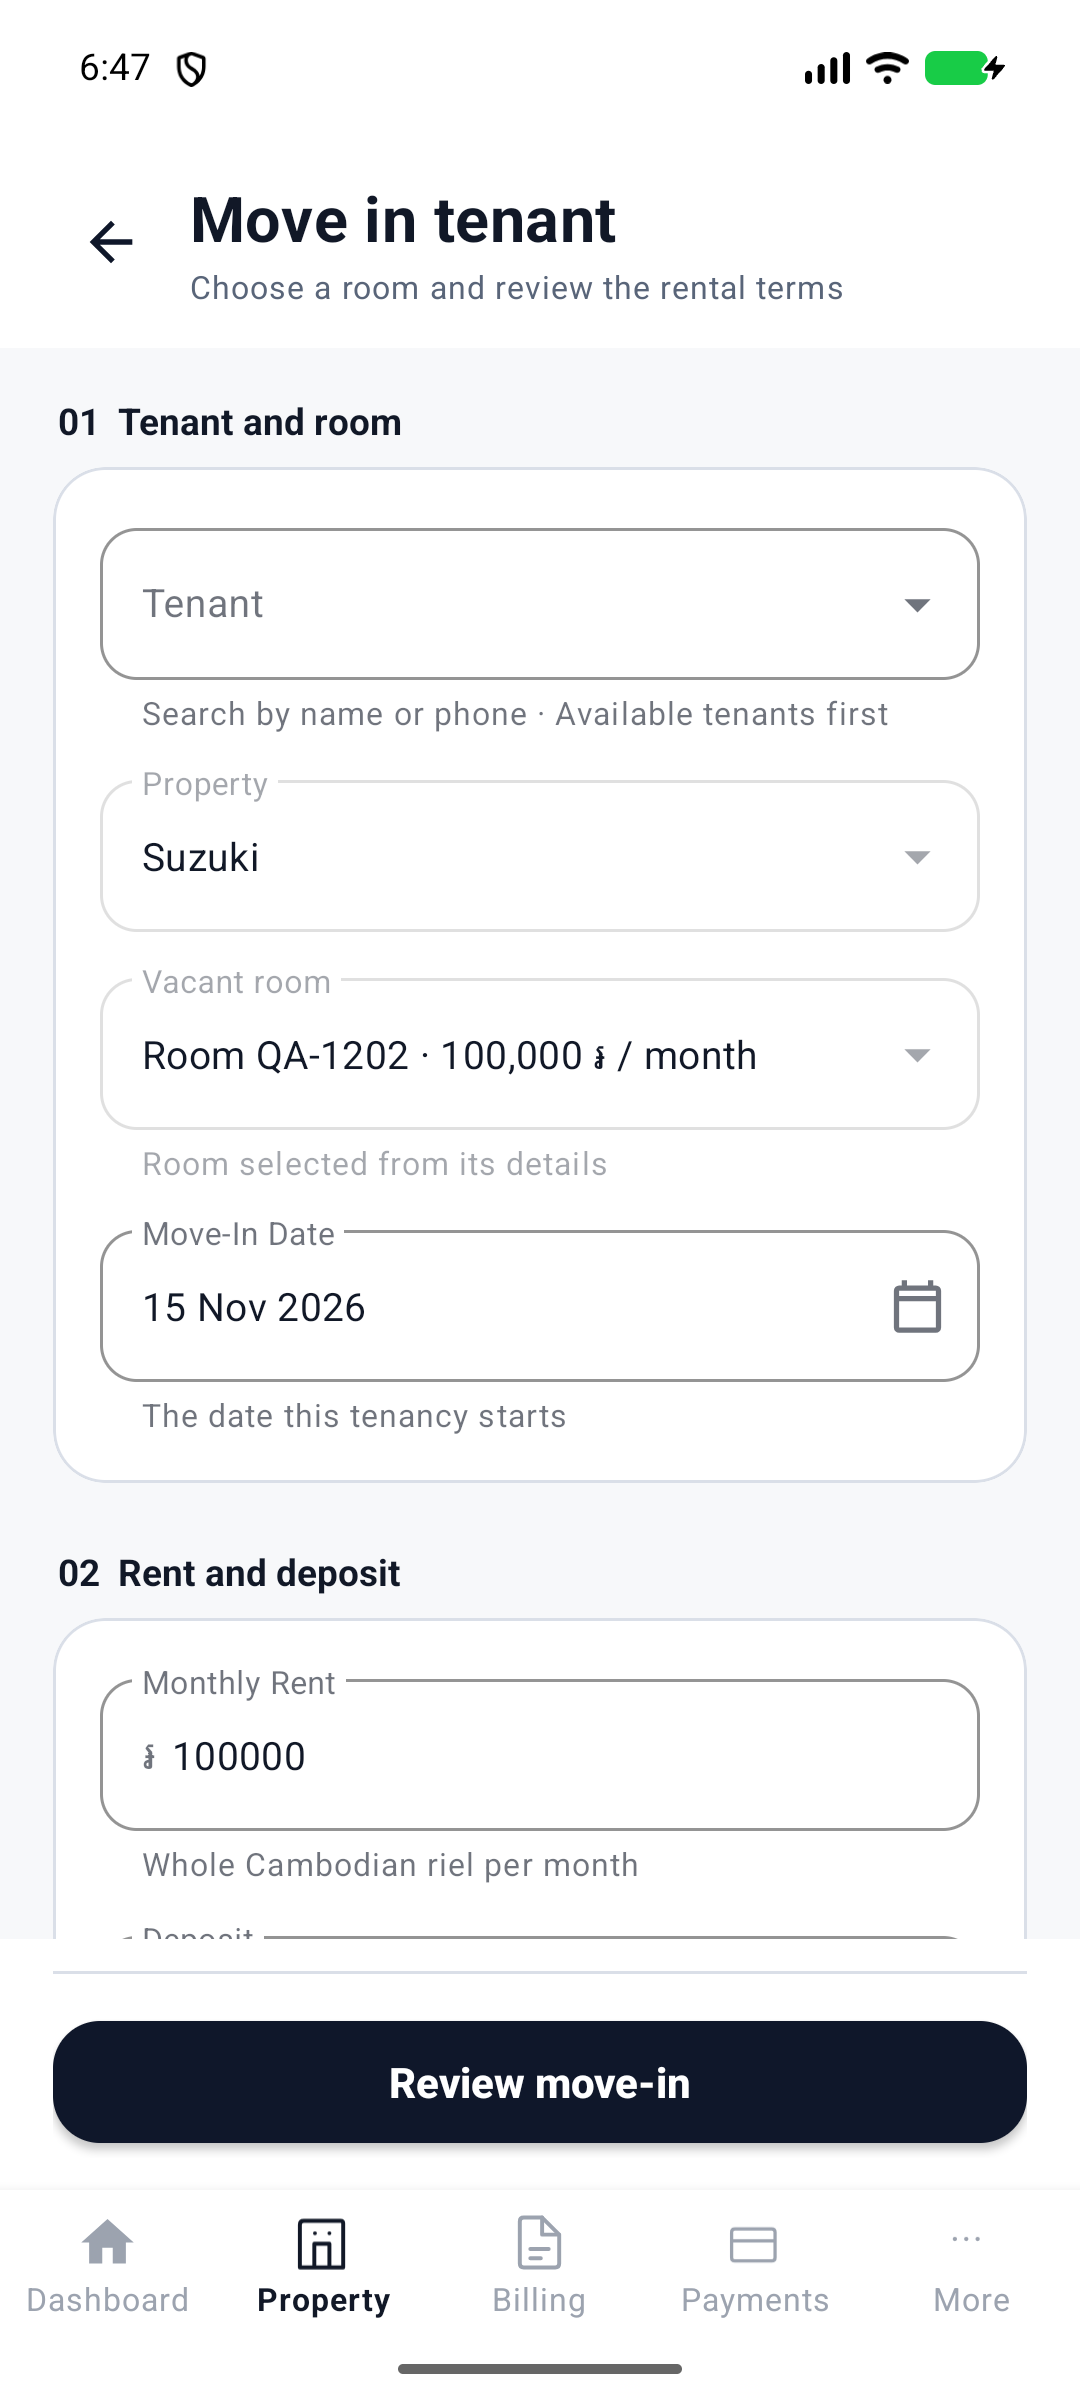 6:47
Move in tenant
Choose a room and review the rental terms
01 Tenant and room
Tenant
Search by name or phone · Available tenants first
Property
Suzuki
Vacant room
Room QA-1202 · 100,000 ៛ / month
Room selected from its details
Move-In Date
15 Nov 2026
The date this tenancy starts
02 Rent and deposit
Monthly Rent
៛ 100000
Whole Cambodian riel per month
Deposit
Review move-in
Dashboard
Property
Billing
Payments
More